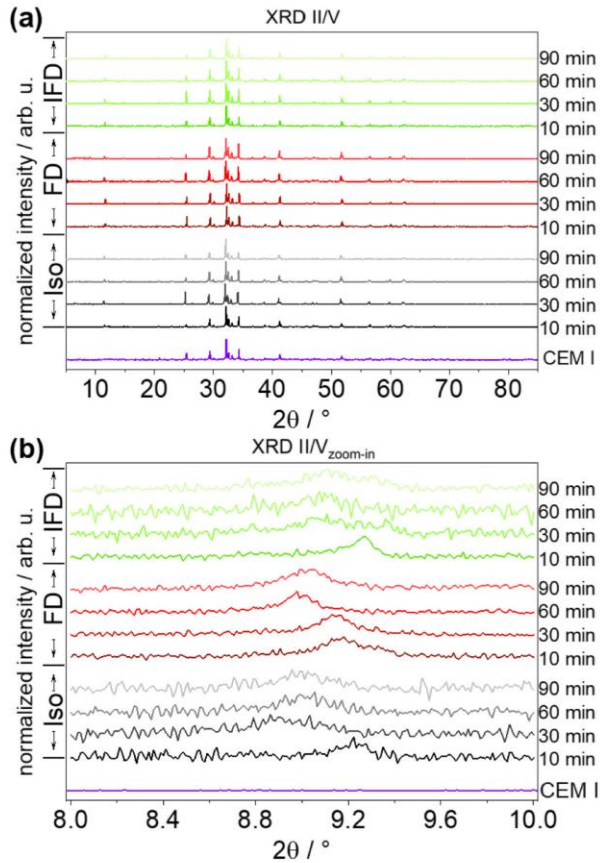 (a)
XRD II/V
normalized intensity / arb. u.
IFD
90 min
60 min
30 min
10 min
FD
90 min
60 min
30 min
10 min
Iso
90 min
60 min
30 min
10 min
CEM I
10 20 30 40 50 60 70 80
2θ / °
(b)
XRD II/Vzoom-in
normalized intensity / arb. u.
IFD
90 min
60 min
30 min
10 min
FD
90 min
60 min
30 min
10 min
Iso
90 min
60 min
30 min
10 min
CEM I
8.0 8.4 8.8 9.2 9.6 10.0
2θ / °